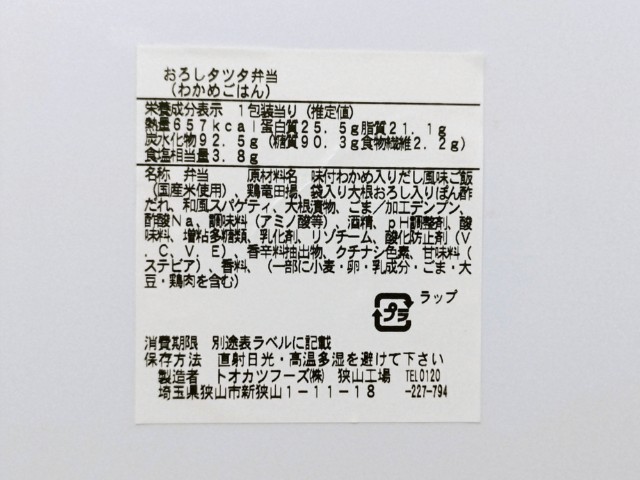 おろしタツタ弁当
(わかめごはん)
栄養成分表示 1包装当り (推定値)
熱量657kcal蛋白質25.5g脂質21.1g
炭水化物92.5g(糖質90.3g食物繊維2.2g)
食塩相当量3.8g
名称 弁当 原材料名 味付わかめ入りだし風味ご飯
(国産米使用)、鶏竜田揚、袋入り大根おろし入りぽん酢
だれ、和風スパゲティ、大根漬物、ごま/加工デンプン、
酢酸Na、調味料(アミノ酸等)、酒精、pH調整剤、酸
味料、増粘多糖類、乳化剤、リゾチーム、酸化防止剤(V
.C、V.E)、香辛料抽出物、クチナシ色素、甘味料(
ステビア)、香料、(一部に小麦・卵・乳成分・ごま・大
豆・鶏肉を含む)
プラ ラップ
消費期限 別途表ラベルに記載
保存方法 直射日光・高温多湿を避けて下さい
製造者 トオカツフーズ(株) 狭山工場 TEL0120
埼玉県狭山市新狭山1-11-18 -227-794